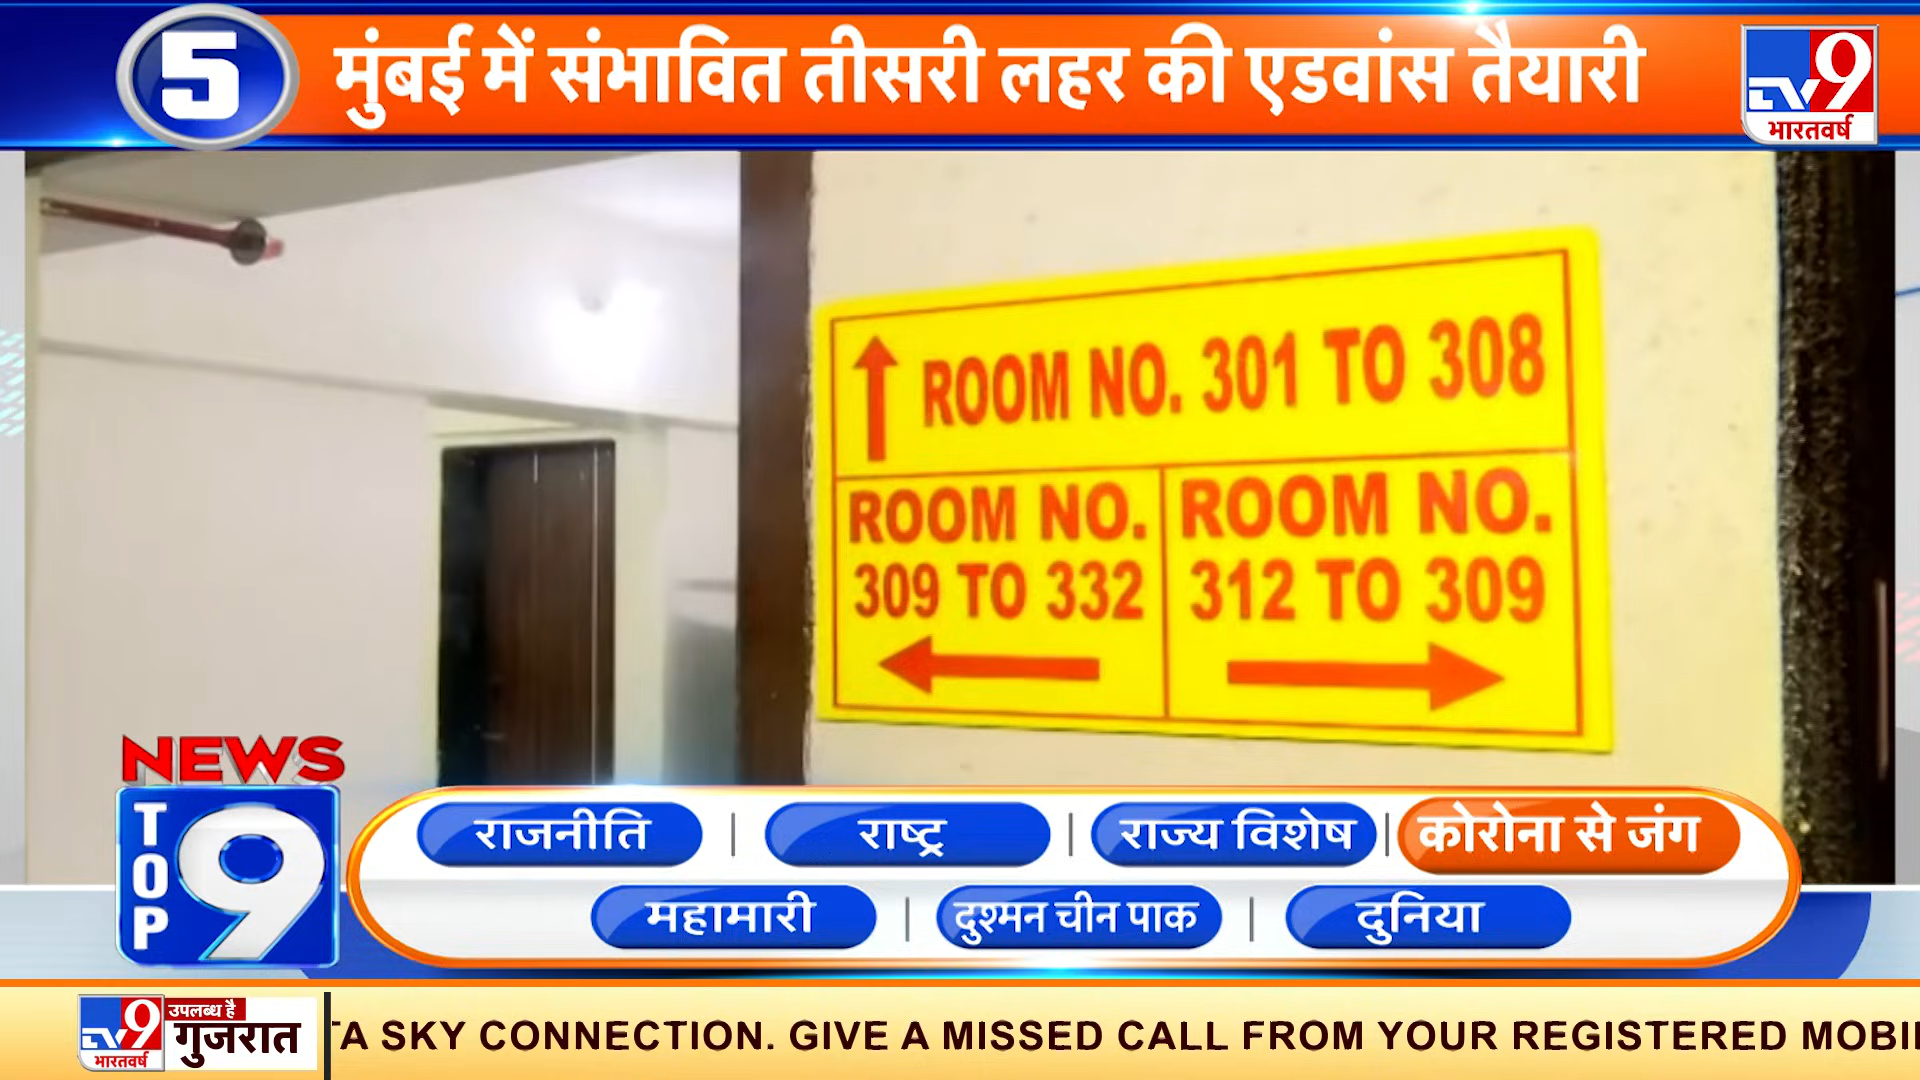 5
मुंबई में संभावित तीसरी लहर की एडवांस तैयारी
TV9
भारतवर्ष
ROOM NO. 301 TO 308
ROOM NO.
309 TO 332
ROOM NO.
312 TO 309
NEWS
TOP 9
राजनीति | राष्ट्र | राज्य विशेष | कोरोना से जंग
महामारी | दुश्मन चीन पाक | दुनिया
TV9
भारतवर्ष
उपलब्ध है
गुजरात
SKY CONNECTION. GIVE A MISSED CALL FROM YOUR REGISTERED